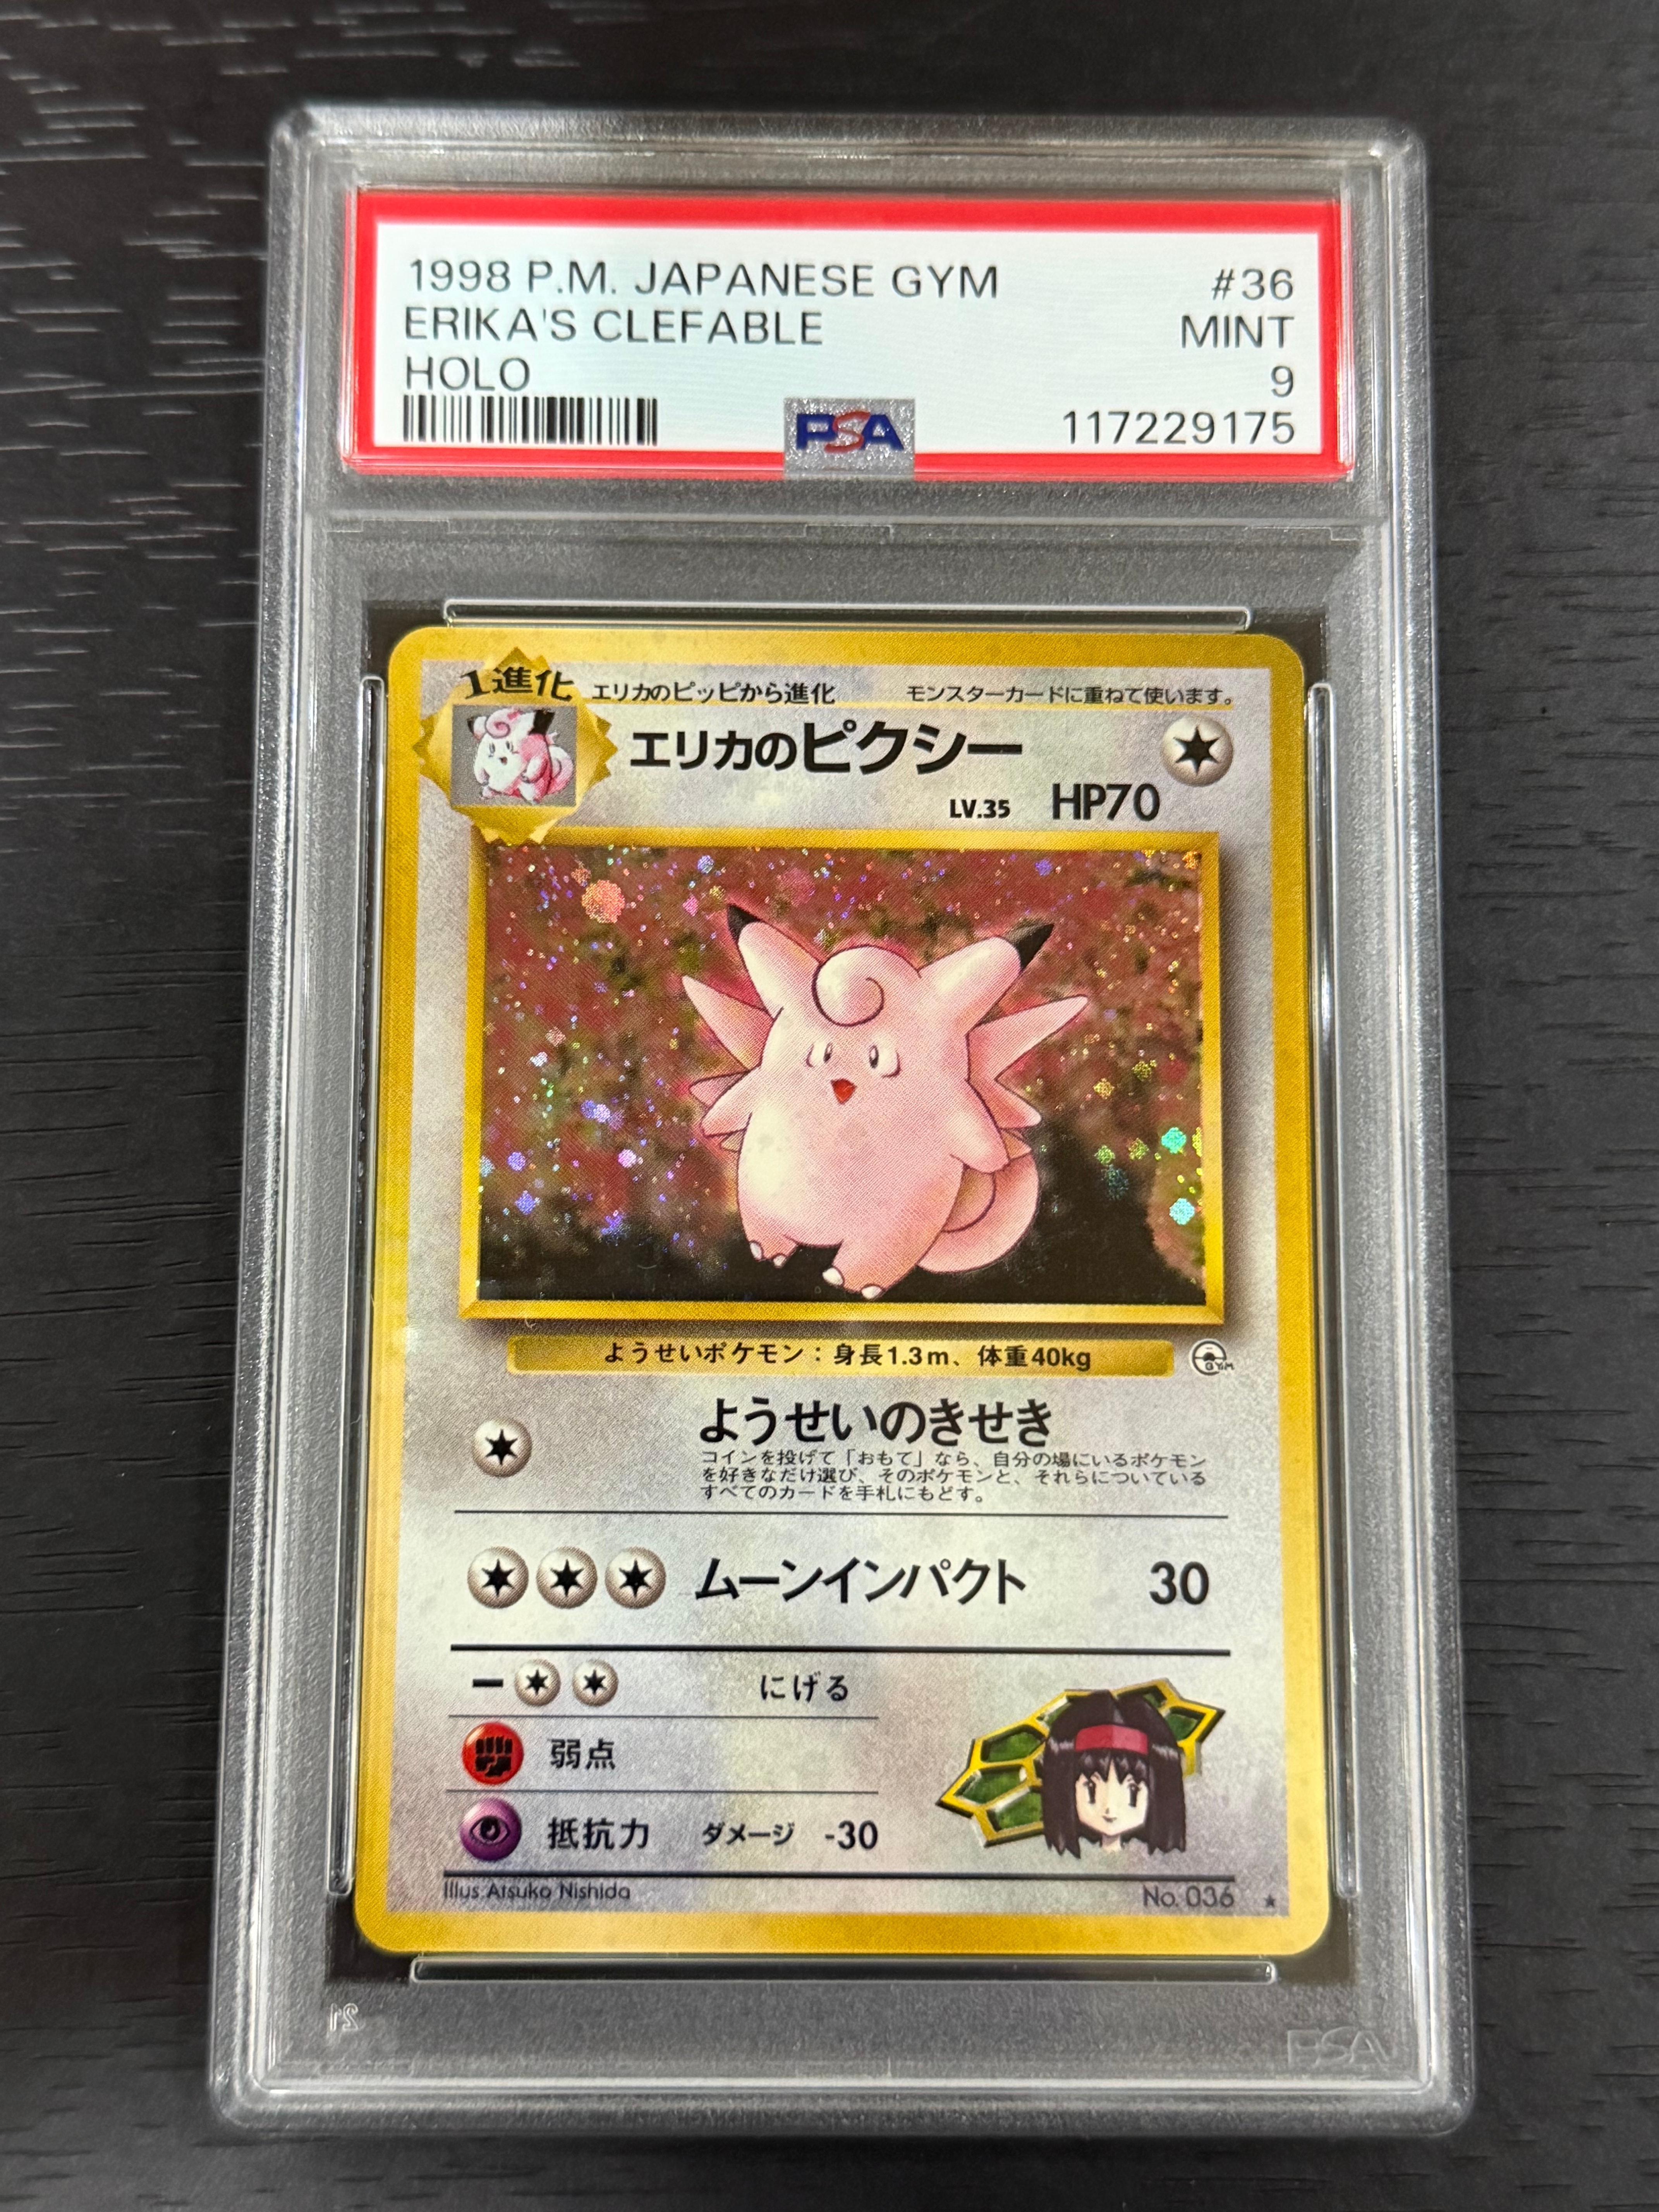 1998 P.M. JAPANESE GYM #36
ERIKA'S CLEFABLE MINT
HOLO 9
PSA 117229175
1進化 エリカのピッピから進化 モンスターカードに重ねて使います。
エリカのピクシー
LV.35 HP70
ようせいポケモン：身長1.3m、体重40kg
GYM
ようせいのきせき
コインを投げて「おもて」なら、自分の場にいるポケモン
を好きなだけ選び、そのポケモンと、それらについている
すべてのカードを手札にもどす。
ムーンインパクト 30
ー にげる
弱点
抵抗力 ダメージ -30
Illus.Atsuko Nishida No. 036 ★
21 PSA